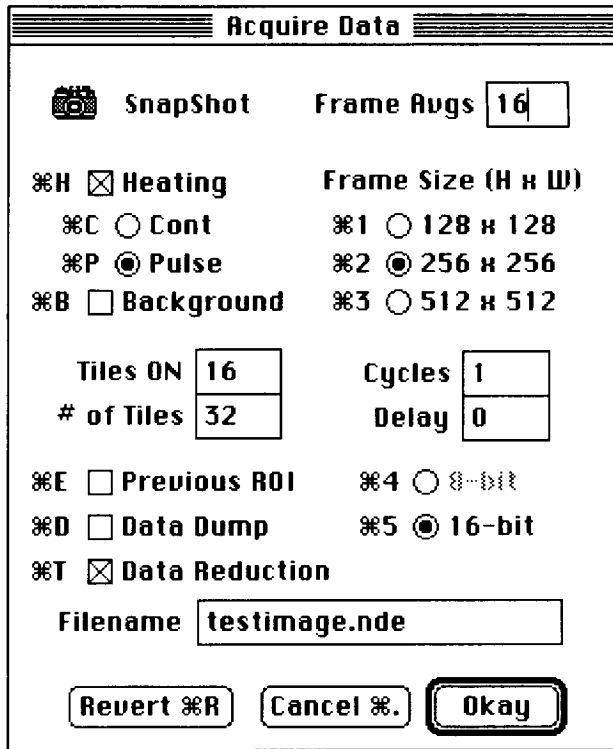 Acquire Data
SnapShot Frame Avgs 16
⌘H Heating Frame Size (H x W)
⌘C Cont ⌘1 128 x 128
⌘P Pulse ⌘2 256 x 256
⌘B Background ⌘3 512 x 512
Tiles ON 16 Cycles 1
# of Tiles 32 Delay 0
⌘E Previous ROI ⌘4 8-bit
⌘D Data Dump ⌘5 16-bit
⌘T Data Reduction
Filename testimage.nde
Revert ⌘R Cancel ⌘. Okay